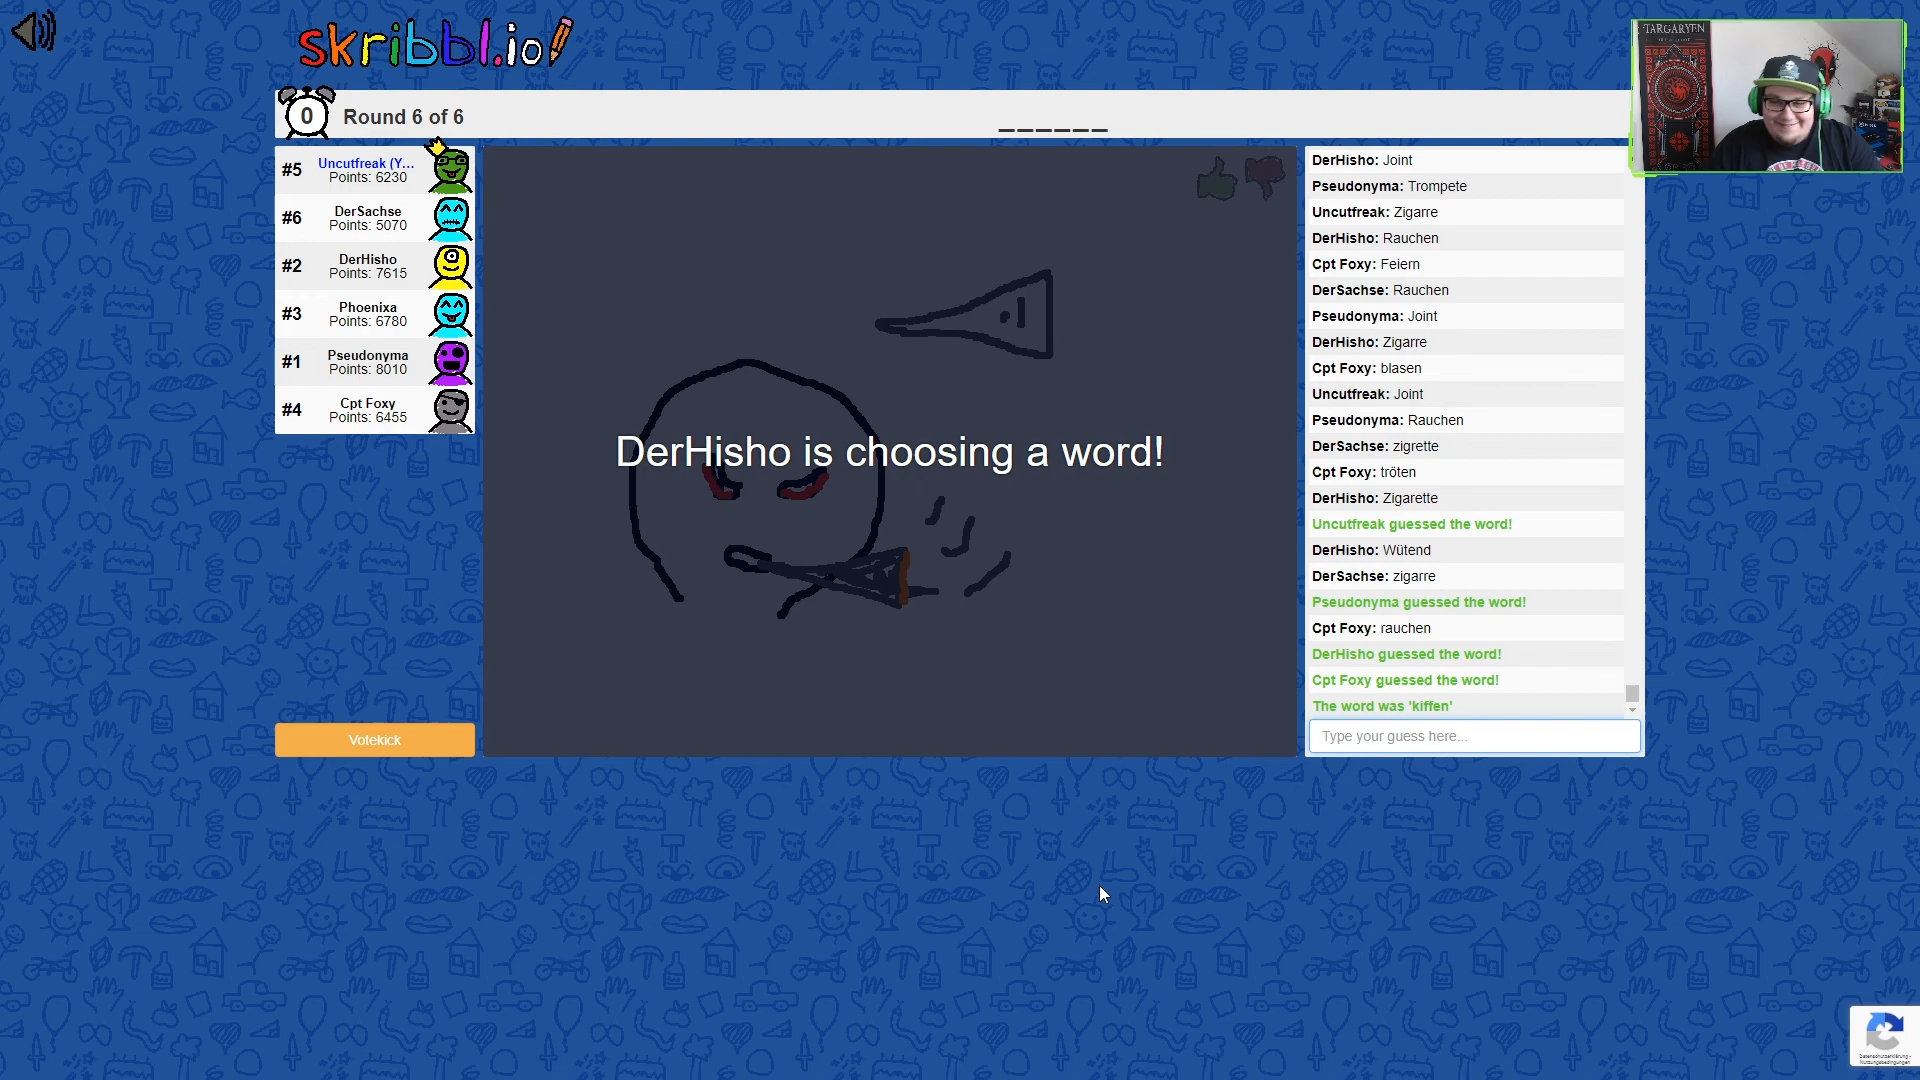 skribbl.io
TARGARYEN
0
Round 6 of 6
#5
Uncutfreak (Y...
Points: 6230
#6
DerSachse
Points: 5070
#2
DerHisho
Points: 7615
#3
Phoenixa
Points: 6780
#1
Pseudonyma
Points: 8010
#4
Cpt Foxy
Points: 6455
Votekick
DerHisho is choosing a word!
DerHisho: Joint
Pseudonyma: Trompete
Uncutfreak: Zigarre
DerHisho: Rauchen
Cpt Foxy: Feiern
DerSachse: Rauchen
Pseudonyma: Joint
DerHisho: Zigarre
Cpt Foxy: blasen
Uncutfreak: Joint
Pseudonyma: Rauchen
DerSachse: zigrette
Cpt Foxy: tröten
DerHisho: Zigarette
Uncutfreak guessed the word!
DerHisho: Wütend
DerSachse: zigarre
Pseudonyma guessed the word!
Cpt Foxy: rauchen
DerHisho guessed the word!
Cpt Foxy guessed the word!
The word was 'kiffen'
Type your guess here...
Datenschutzerklärung -
Nutzungsbedingungen